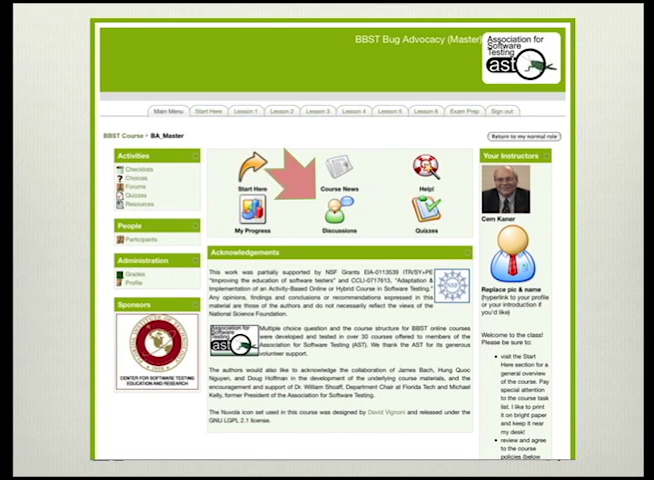 BBST Bug Advocacy (Master)
Association for
Software
Testing
ast
Main Menu
Start Here
Lesson 1
Lesson 2
Lesson 3
Lesson 4
Lesson 5
Lesson 6
Exam Prep
Sign out
BBST Course
BA_Master
Return to my normal role
Activities
Checklists
Choices
Forums
Quizzes
Resources
People
Participants
Administration
Grades
Profile
Sponsors
CENTER FOR SOFTWARE TESTING
EDUCATION AND RESEARCH
Start Here
Course News
Help!
My Progress
Discussions
Quizzes
Acknowledgements
This work was partially supported by NSF Grants EIA-0113539 ITR/SY+PE
"Improving the education of software testers" and CCLI-0717613, "Adaptation &
Implementation of an Activity-Based Online or Hybrid Course in Software Testing."
Any opinions, findings and conclusions or recommendations expressed in this
material are those of the authors and do not necessarily reflect the views of the
National Science Foundation.
NSF
Association for
Software
Testing
ast
Multiple choice question and the course structure for BBST online courses
were developed and tested in over 30 courses offered to members of the
Association for Software Testing (AST). We thank the AST for its generous
volunteer support.
The authors would also like to acknowledge the collaboration of James Bach, Hung Quoc
Nguyen, and Doug Hoffman in the development of the underlying course materials, and the
encouragement and support of Dr. William Shoaff, Department Chair at Florida Tech and Michael
Kelly, former President of the Association for Software Testing.
The Nuvola icon set used in this course was designed by David Vignoni and released under the
GNU LGPL 2.1 license.
Your Instructors
Cem Kaner
Replace pic & name
(hyperlink to your profile
or your introduction if
you'd like)
Welcome to the class!
Please be sure to:
• visit the Start
Here section for a
general overview
of the course. Pay
special attention
to the course task
list. I like to print it
on bright paper
and keep it near
my desk!
• review and agree
to the course
policies (below